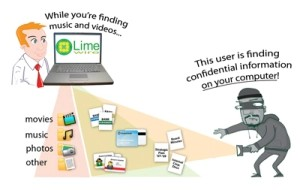 While you're finding
music and videos...
Lime
WIRE
This user is finding
confidential information
on your computer!
movies
music
photos
other